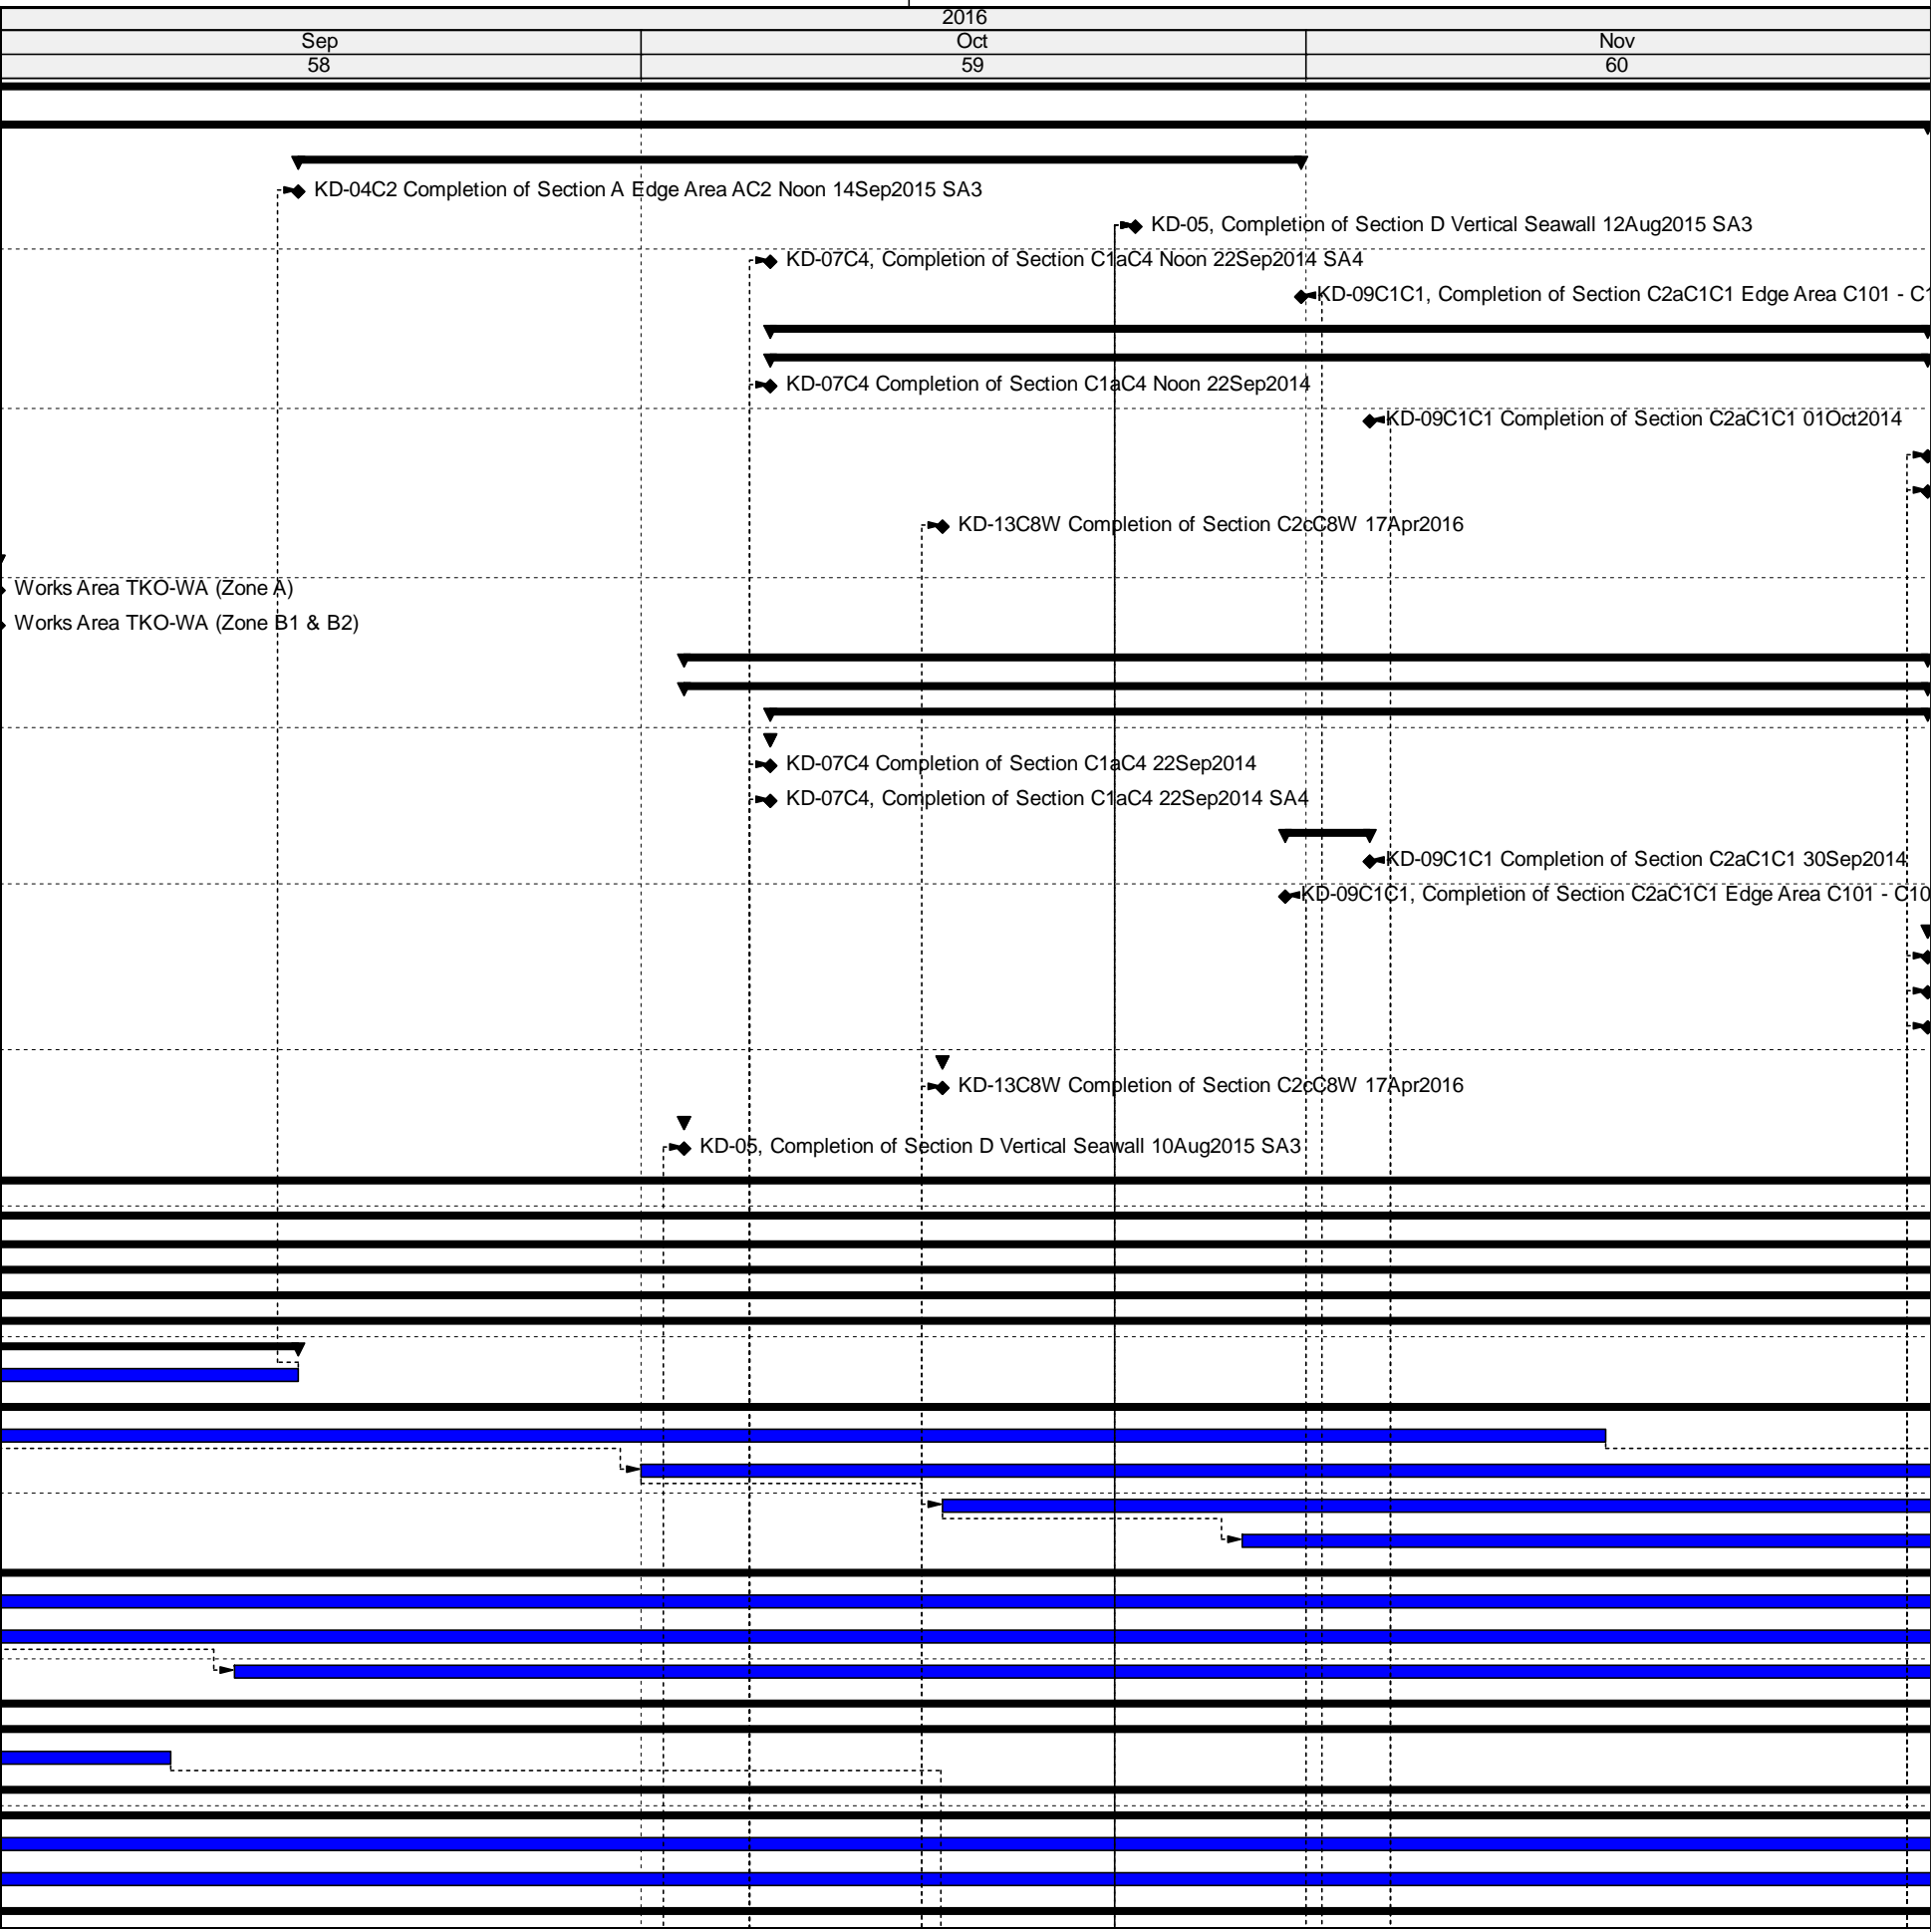 2016
Sep Oct Nov
58 59 60
KD-04C2 Completion of Section A Edge Area AC2 Noon 14Sep2015 SA3
KD-05, Completion of Section D Vertical Seawall 12Aug2015 SA3
KD-07C4, Completion of Section C1aC4 Noon 22Sep2014 SA4
KD-09C1C1, Completion of Section C2aC1C1 Edge Area C101 - C1
KD-07C4 Completion of Section C1aC4 Noon 22Sep2014
KD-09C1C1 Completion of Section C2aC1C1 01Oct2014
KD-13C8W Completion of Section C2cC8W 17Apr2016
Works Area TKO-WA (Zone A)
Works Area TKO-WA (Zone B1 & B2)
KD-07C4 Completion of Section C1aC4 22Sep2014
KD-07C4, Completion of Section C1aC4 22Sep2014 SA4
KD-09C1C1 Completion of Section C2aC1C1 30Sep2014
KD-09C1C1, Completion of Section C2aC1C1 Edge Area C101 - C10
KD-13C8W Completion of Section C2cC8W 17Apr2016
KD-05, Completion of Section D Vertical Seawall 10Aug2015 SA3